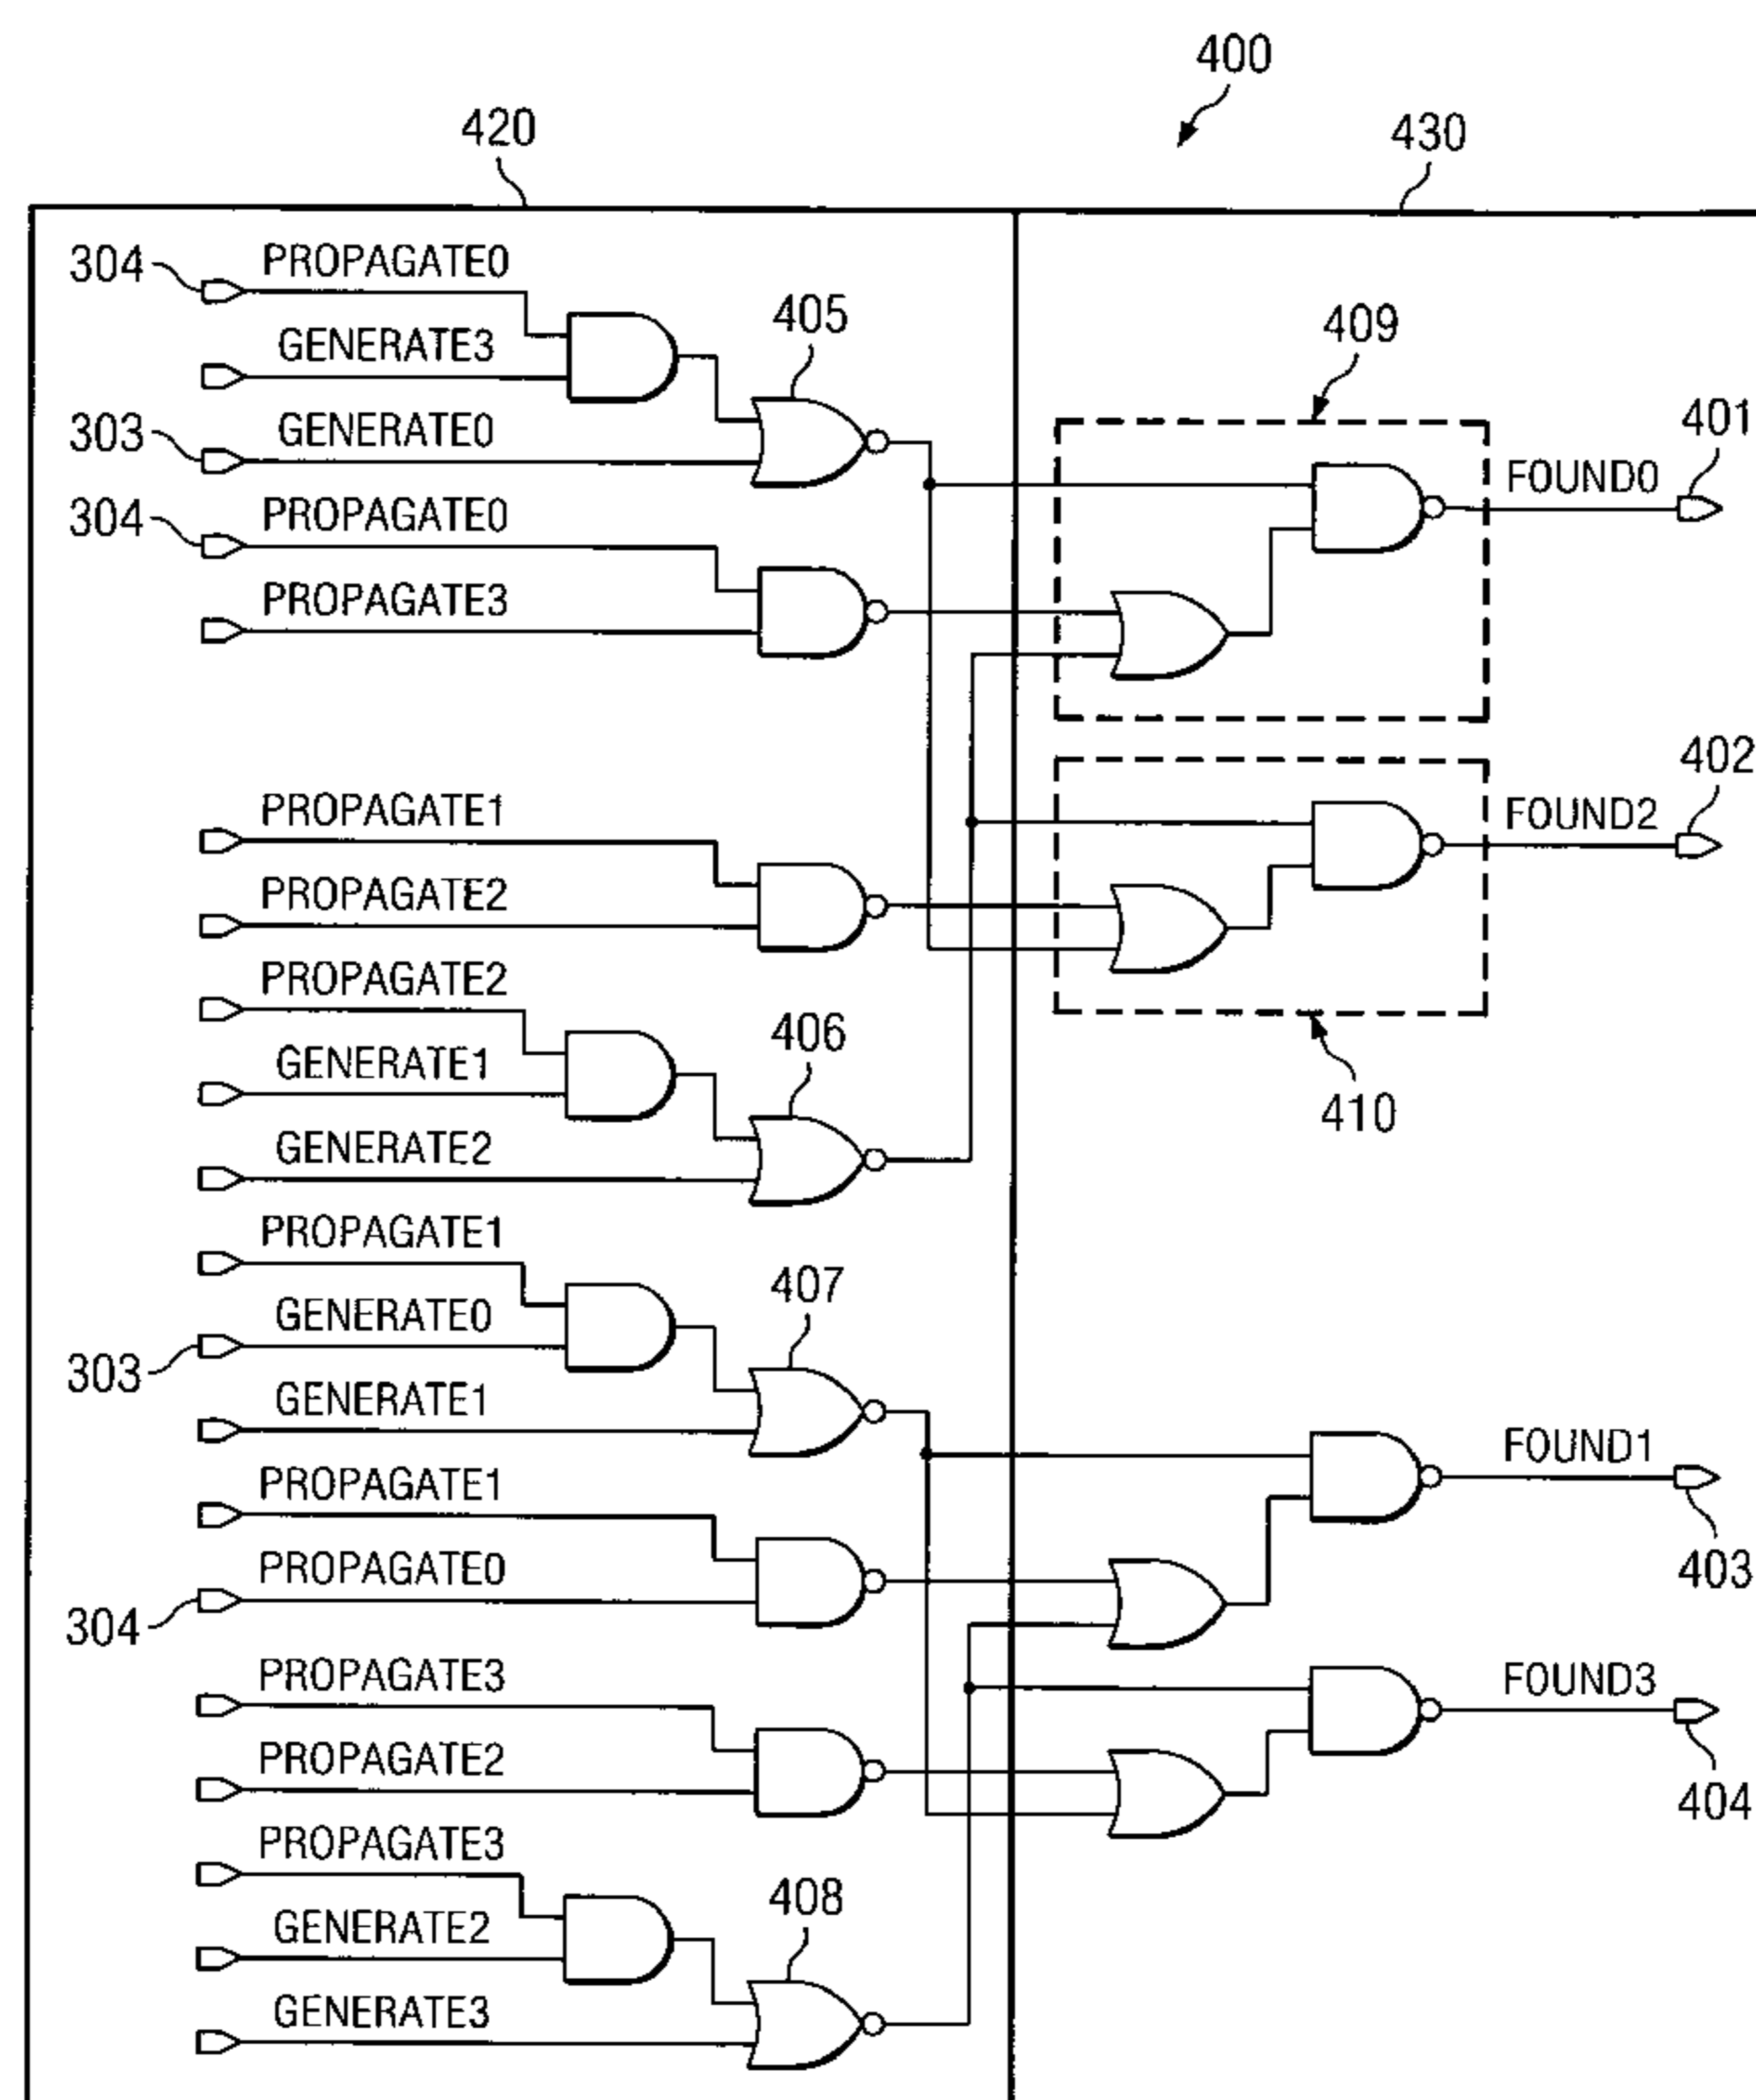 400
420
430
304
PROPAGATE0
GENERATE3
405
409
303
GENERATE0
401
FOUND0
304
PROPAGATE0
PROPAGATE3
402
PROPAGATE1
FOUND2
PROPAGATE2
PROPAGATE2
406
GENERATE1
410
GENERATE2
PROPAGATE1
407
GENERATE0
303
GENERATE1
FOUND1
PROPAGATE1
PROPAGATE0
403
304
PROPAGATE3
FOUND3
PROPAGATE2
404
PROPAGATE3
408
GENERATE2
GENERATE3